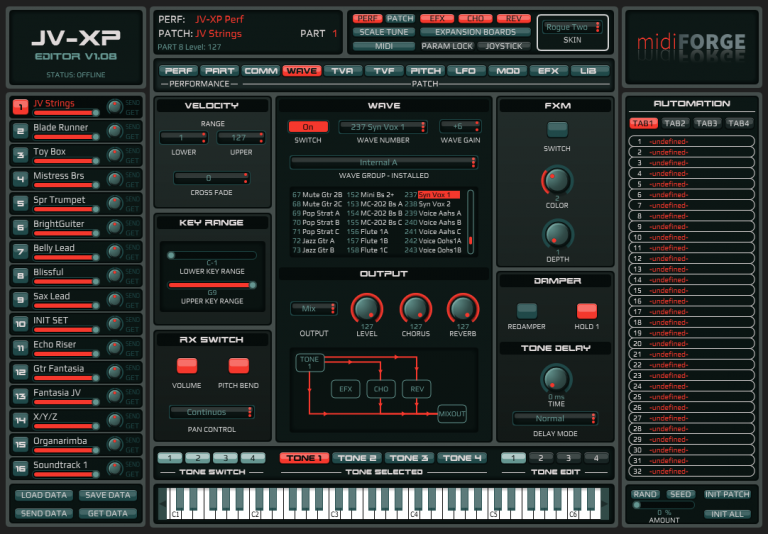 JV-XP
EDITOR V1.08
STATUS: OFFLINE
PERF: JV-XP Perf
PATCH: JV Strings PART 1
PART 8 Level: 127
PERF PATCH EFX CHO REV
SCALE TUNE EXPANSION BOARDS
MIDI PARAM LOCK JOYSTICK
Rogue Two
SKIN
midiFORGE
PERF PART COMM WAVE TVA TVF PITCH LFO MOD EFX LIB
PERFORMANCE PATCH
1 JV Strings SEND GET
2 Blade Runner SEND GET
3 Toy Box SEND GET
4 Mistress Brs SEND GET
5 Spr Trumpet SEND GET
6 BrightGuiter SEND GET
7 Belly Lead SEND GET
8 Blissful SEND GET
9 Sax Lead SEND GET
10 INIT SET SEND GET
11 Echo Riser SEND GET
12 Gtr Fantasia SEND GET
13 Fantasia JV SEND GET
14 X/Y/Z SEND GET
15 Organarimba SEND GET
16 Soundtrack 1 SEND GET
LOAD DATA SAVE DATA
SEND DATA GET DATA
VELOCITY
RANGE
1 127
LOWER UPPER
0
CROSS FADE
KEY RANGE
C-1
LOWER KEY RANGE
G9
UPPER KEY RANGE
RX SWITCH
VOLUME PITCH BEND
Continuos
PAN CONTROL
WAVE
On 237 Syn Vox 1 +6
SWITCH WAVE NUMBER WAVE GAIN
Internal A
WAVE GROUP - INSTALLED
67 Mute Gtr 2B 152 Mini Bs 2+ 237 Syn Vox 1
68 Mute Gtr 2C 153 MC-202 Bs A 238 Syn Vox 2
69 Pop Strat A 154 MC-202 Bs B 239 Voice Aahs A
70 Pop Strat B 155 MC-202 Bs C 240 Voice Aahs B
71 Pop Strat C 156 Flute 1A 241 Voice Aahs C
72 Jazz Gtr A 157 Flute 1B 242 Voice Oohs1A
73 Jazz Gtr B 158 Flute 1C 243 Voice Oohs1B
OUTPUT
Mix
127 127 127
OUTPUT LEVEL CHORUS REVERB
TONE 1
EFX CHO REV
MIXOUT
FXM
SWITCH
2
COLOR
127
DEPTH
DAMPER
REDAMPER HOLD 1
TONE DELAY
0 ms
TIME
Normal
DELAY MODE
1 2 3 4 TONE 1 TONE 2 TONE 3 TONE 4 1 2 3 4
TONE SWITCH TONE SELECTED TONE EDIT
C1 C2 C3 C4 C5 C6
AUTOMATION
TAB1 TAB2 TAB3 TAB4
1 -undefined-
2 -undefined-
3 -undefined-
4 -undefined-
5 -undefined-
6 -undefined-
7 -undefined-
8 -undefined-
9 -undefined-
10 -undefined-
11 -undefined-
12 -undefined-
13 -undefined-
14 -undefined-
15 -undefined-
16 -undefined-
17 -undefined-
18 -undefined-
19 -undefined-
20 -undefined-
21 -undefined-
22 -undefined-
23 -undefined-
24 -undefined-
25 -undefined-
26 -undefined-
27 -undefined-
28 -undefined-
29 -undefined-
30 -undefined-
31 -undefined-
32 -undefined-
RAND SEED INIT PATCH
0 %
AMOUNT INIT ALL